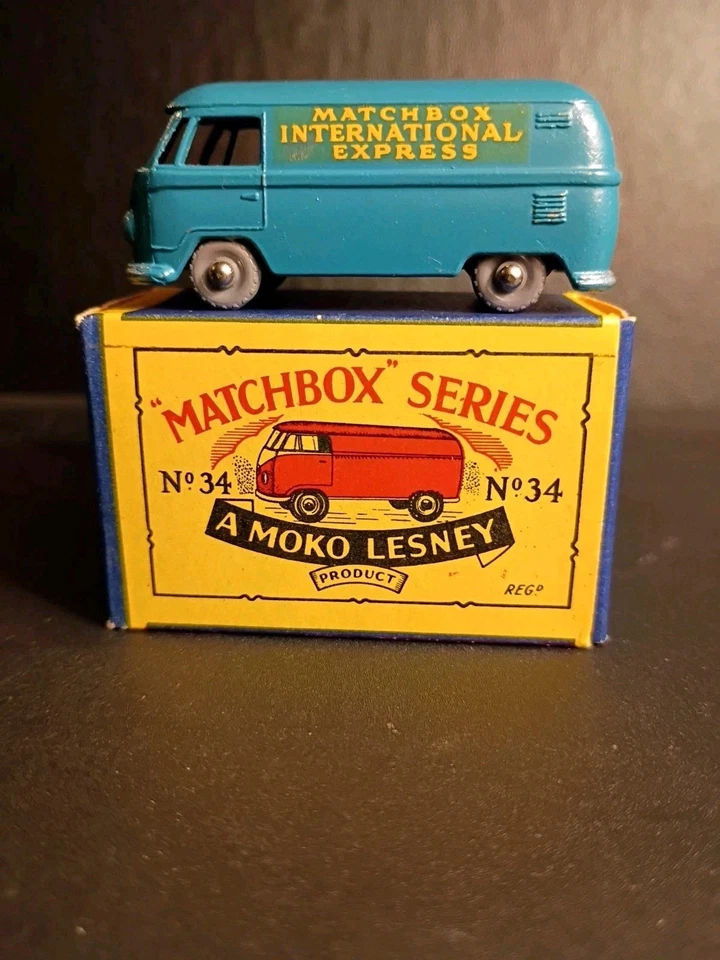 MATCHBOX
INTERNATIONAL
EXPRESS
"MATCHBOX" SERIES
Nº 34 Nº 34
A MOKO LESNEY
PRODUCT
REGD